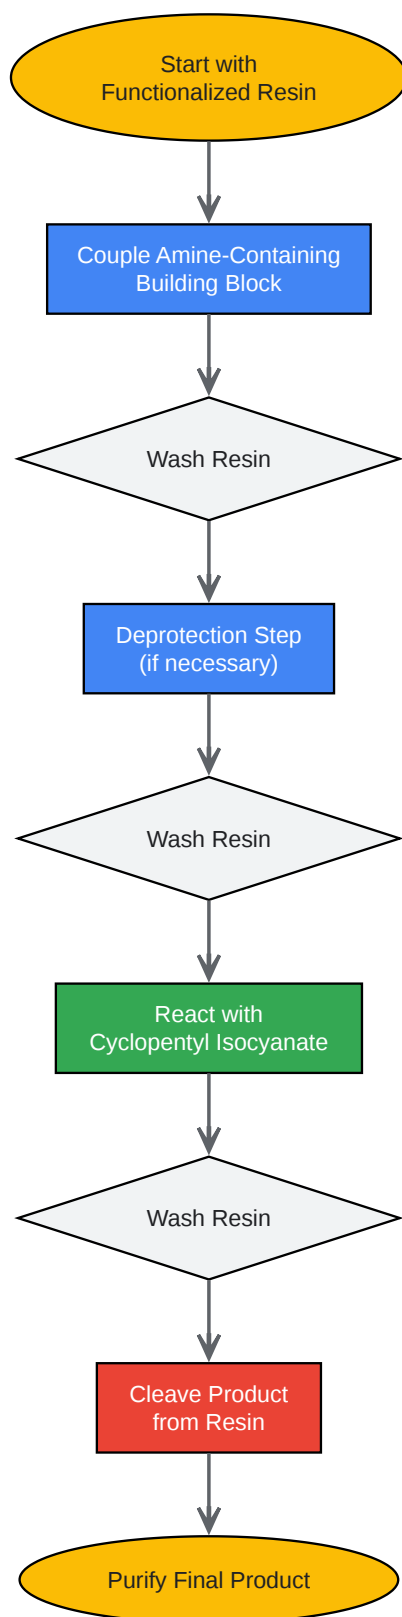 Start with
Functionalized Resin
Couple Amine-Containing
Building Block
Wash Resin
Deprotection Step
(if necessary)
Wash Resin
React with
Cyclopentyl Isocyanate
Wash Resin
Cleave Product
from Resin
Purify Final Product